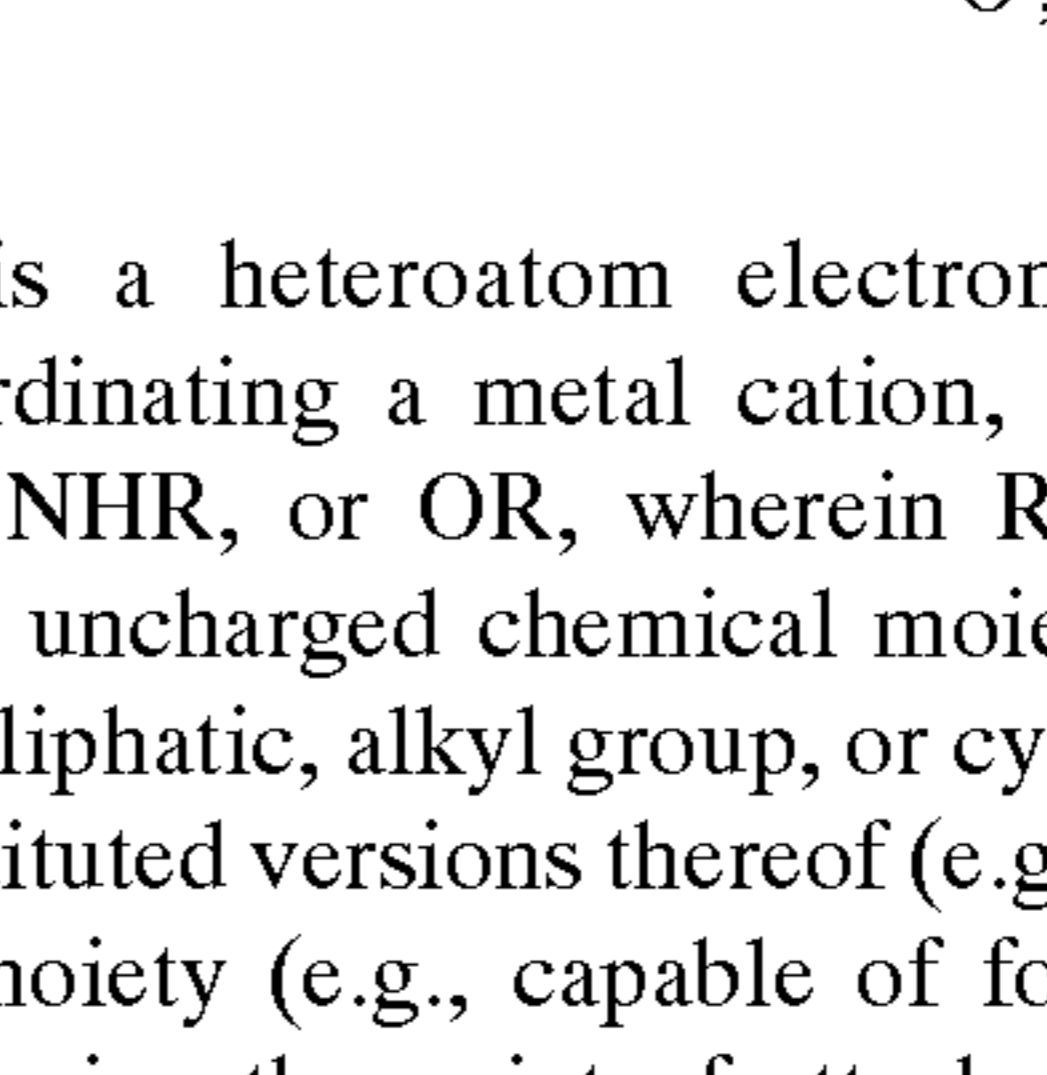 is a heteroatom electron
rdinating a metal cation,
NHR, or OR, wherein R
uncharged chemical moie
liphatic, alkyl group, or cy
ituted versions thereof (e.g
noiety (e.g., capable of fo